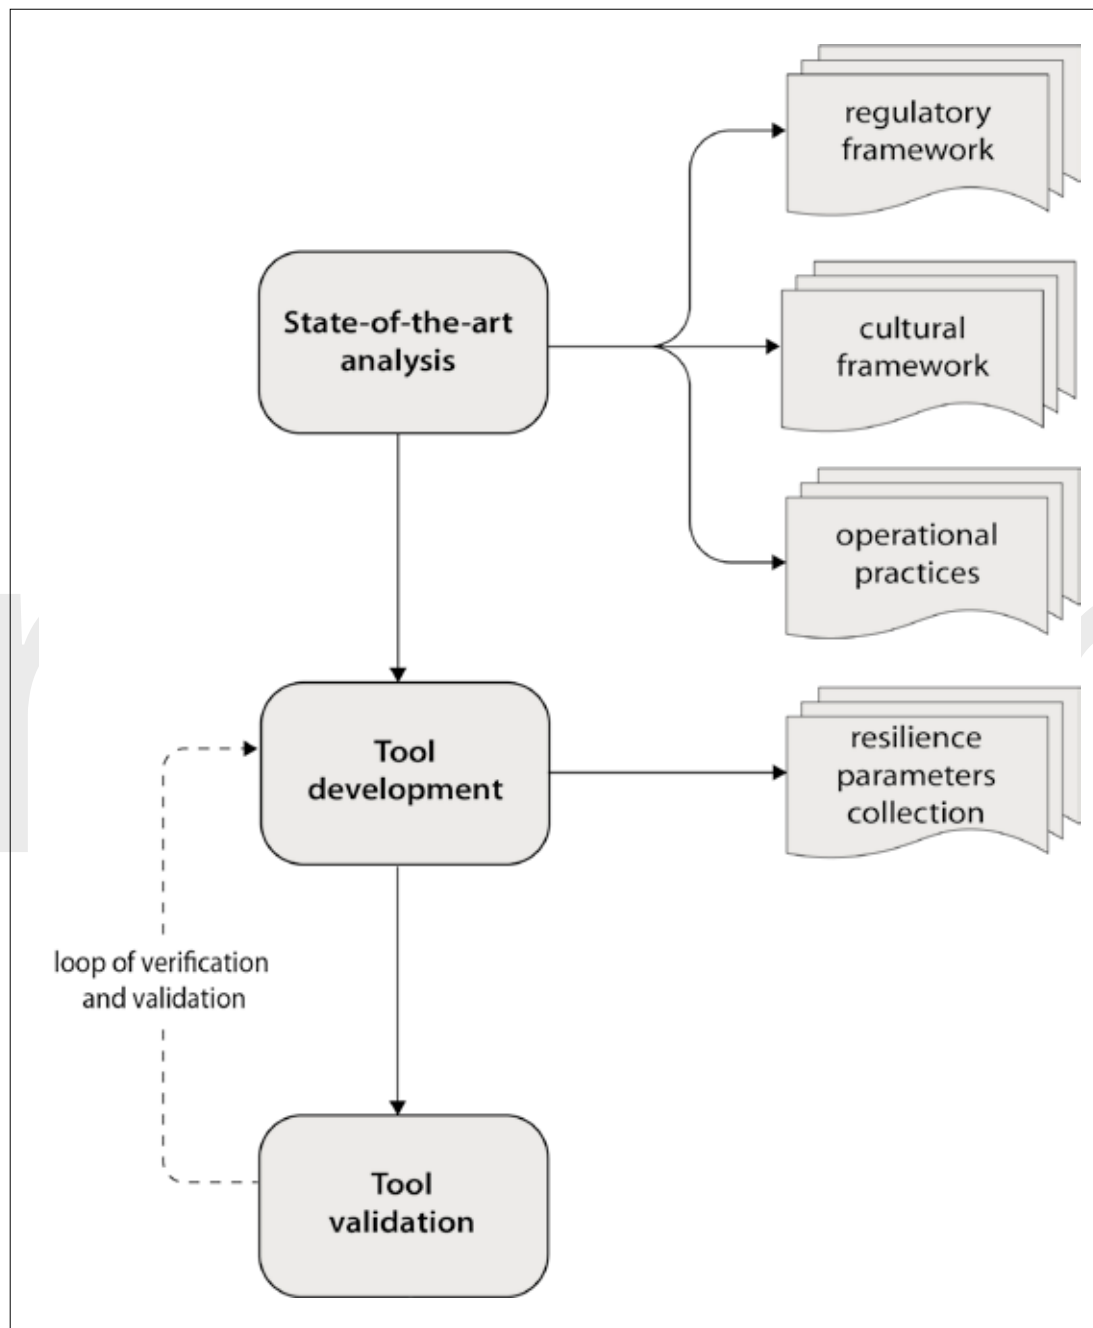 regulatory
framework
State-of-the-art
analysis
cultural
framework
operational
practices
Tool
development
resilience
parameters
collection
loop of verification
and validation
Tool
validation